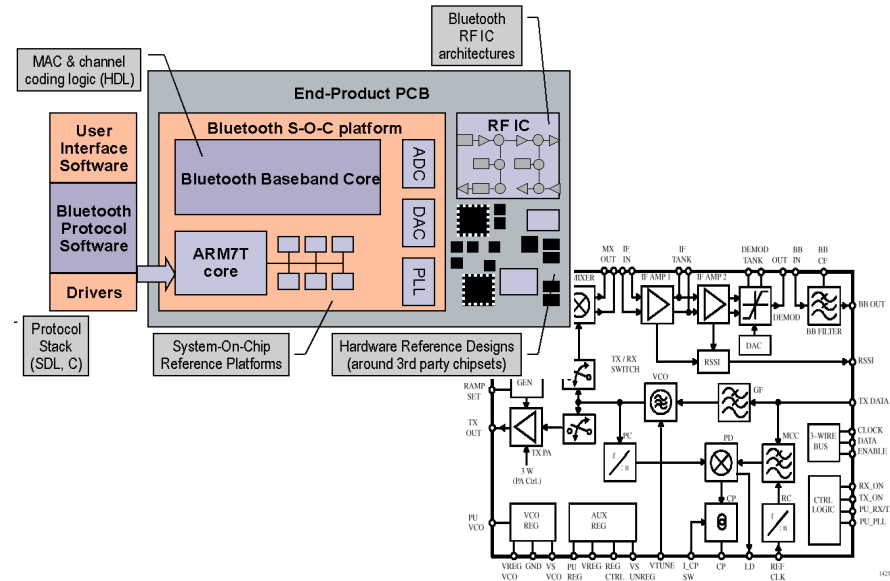 Bluetooth
RF IC
architectures
MAC & channel
coding logic (HDL)
End-Product PCB
User
Interface
Software
Bluetooth
Protocol
Software
Drivers
Protocol
Stack
(SDL, C)
Bluetooth S-O-C platform
Bluetooth Baseband Core
ARM7T
core
ADC
DAC
PLL
RF IC
System-On-Chip
Reference Platforms
Hardware Reference Designs
(around 3rd party chipsets)
MX
OUT
IF
IN
IF
TANK
DEMOD
TANK
OUT
BB
IN
BB
CF
MIXER
IF AMP 1
IF AMP 2
DEMOD
BB FILTER
BB OUT
DAC
RSSI
RSSI
TX / RX
SWITCH
VCO
GF
TX DATA
RAMP
SET
GEN
TX
OUT
TX PA
3 W
(PA Ctrl.)
PC
f
: n
PD
MCC
3-WIRE
BUS
CLOCK
DATA
ENABLE
CP
RC
f
: n
CTRL
LOGIC
RX_ON
TX_ON
PU_RX/T
PU_PLL
PU
VCO
VCO
REG
AUX
REG
VREG
VCO
GND
VS
VCO
PU
REG
VREG
REG
CTRL
VS
UNREG
VTUNE
I_CP
SW
CP
LD
REF
CLK
1423